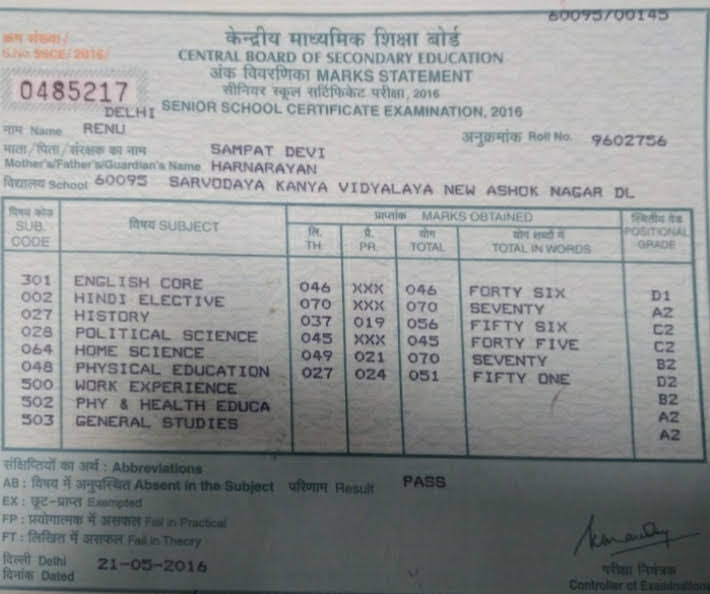 60095/00145
क्रम संख्या/
S.No. SSCE/2016/
केन्द्रीय माध्यमिक शिक्षा बोर्ड
CENTRAL BOARD OF SECONDARY EDUCATION
अंक विवरणिका MARKS STATEMENT
सीनियर स्कूल सर्टिफिकेट परीक्षा, 2016
0485217
DELHI SENIOR SCHOOL CERTIFICATE EXAMINATION, 2016
नाम Name RENU
अनुक्रमांक Roll No. 9602756
माता/पिता/संरक्षक का नाम SAMPAT DEVI
Mother's/Father's/Guardian's Name HARNARAYAN
विद्यालय School 60095 SARVODAYA KANYA VIDYALAYA NEW ASHOK NAGAR DL
विषय कोड SUB. CODE विषय SUBJECT प्राप्तांक MARKS OBTAINED स्थितीय ग्रेड POSITIONAL GRADE
लि. TH. प्रै. PR. योग TOTAL योग शब्दों में TOTAL IN WORDS
301 ENGLISH CORE 046 XXX 046 FORTY SIX D1
002 HINDI ELECTIVE 070 XXX 070 SEVENTY A2
027 HISTORY 037 019 056 FIFTY SIX C2
028 POLITICAL SCIENCE 045 XXX 045 FORTY FIVE C2
064 HOME SCIENCE 049 021 070 SEVENTY B2
048 PHYSICAL EDUCATION 027 024 051 FIFTY ONE D2
500 WORK EXPERIENCE B2
502 PHY & HEALTH EDUCA A2
503 GENERAL STUDIES A2
संक्षिप्तियों का अर्थ : Abbreviations
AB : विषय में अनुपस्थित Absent in the Subject परिणाम Result PASS
EX : छूट-प्राप्त Exempted
FP : प्रयोगात्मक में असफल Fail in Practical
FT : लिखित में असफल Fail in Theory
दिल्ली Delhi
दिनांक Dated 21-05-2016
परीक्षा नियंत्रक
Controller of Examinations